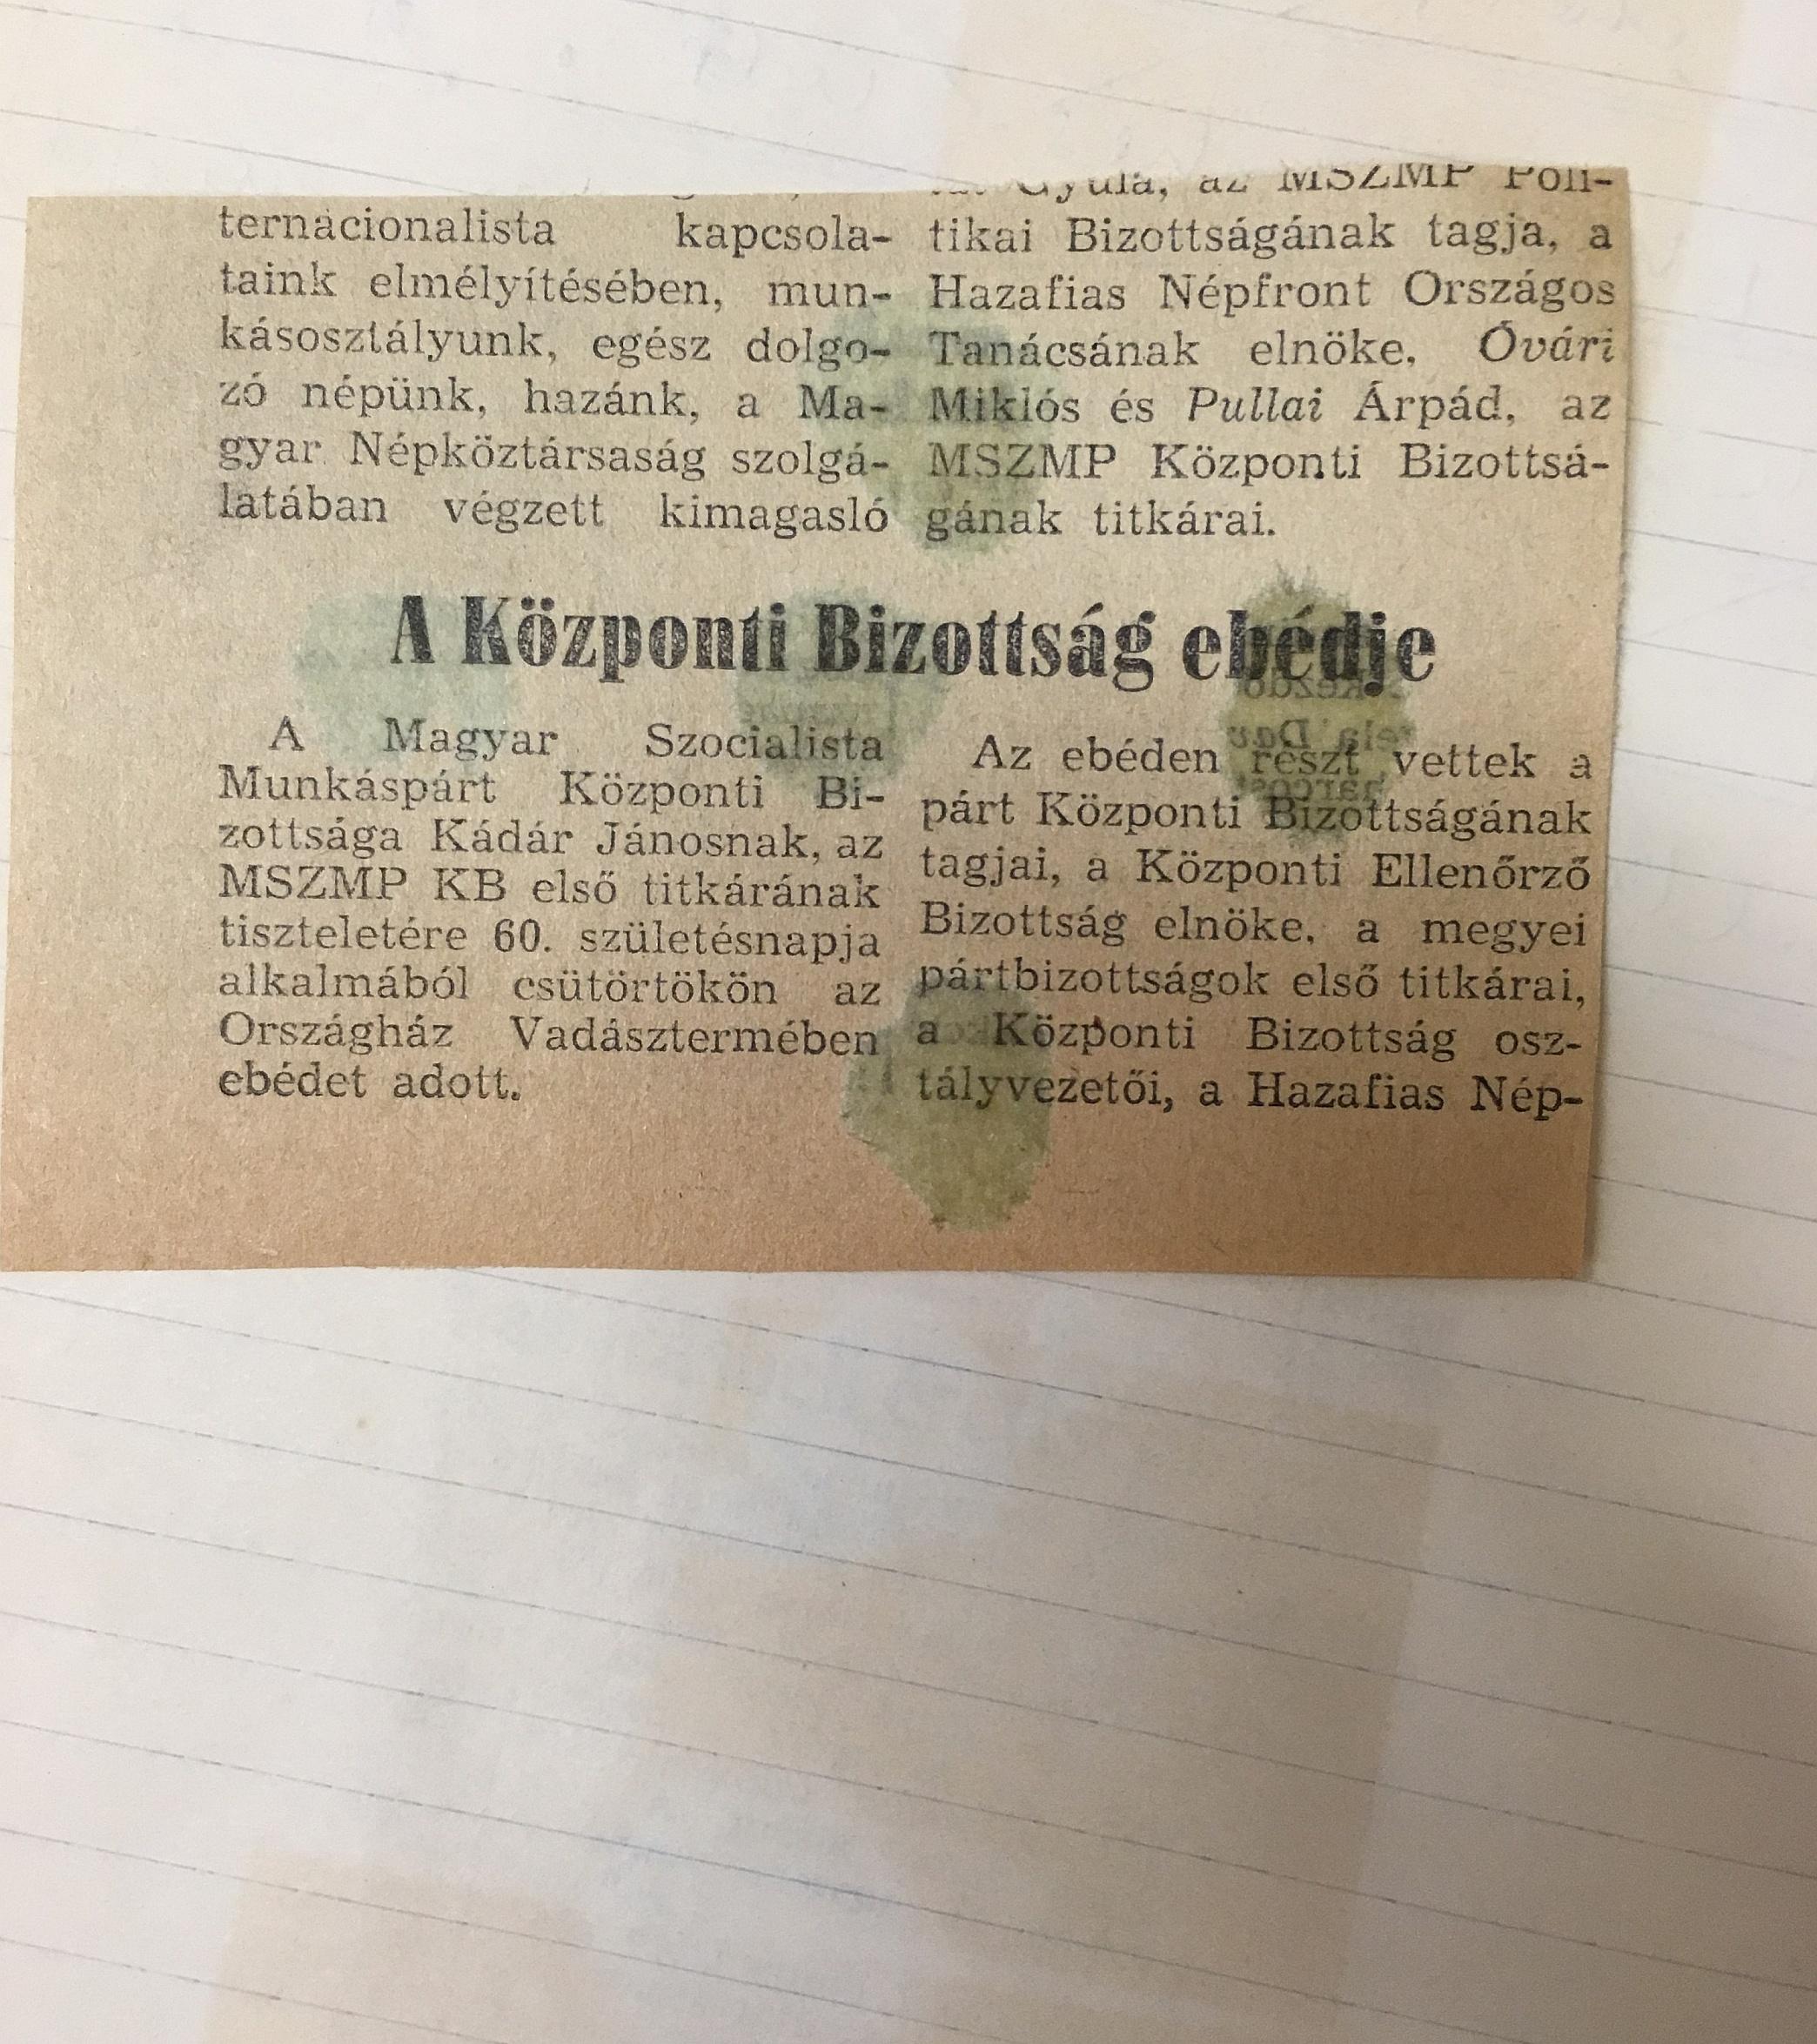 ternacionalista kapcsola-
taink elmélyítésében, mun-
kásosztályunk, egész dolgo-
zó népünk, hazánk, a Ma-
gyar Népköztársaság szolgá-
latában végzett kimagasló
Gyula, az MSZMP Poli-
tikai Bizottságának tagja, a
Hazafias Népfront Országos
Tanácsának elnöke, Óvári
Miklós és Pullai Árpád, az
MSZMP Központi Bizottsá-
gának titkárai.
A Központi Bizottság ebédje
A Magyar Szocialista
Munkáspárt Központi Bi-
zottsága Kádár Jánosnak, az
MSZMP KB első titkárának
tiszteletére 60. születésnapja
alkalmából csütörtökön az
Országház Vadásztermében
ebédet adott.
Az ebéden részt vettek a
párt Központi Bizottságának
tagjai, a Központi Ellenőrző
Bizottság elnöke, a megyei
pártbizottságok első titkárai,
a Központi Bizottság osz-
tályvezetői, a Hazafias Nép-